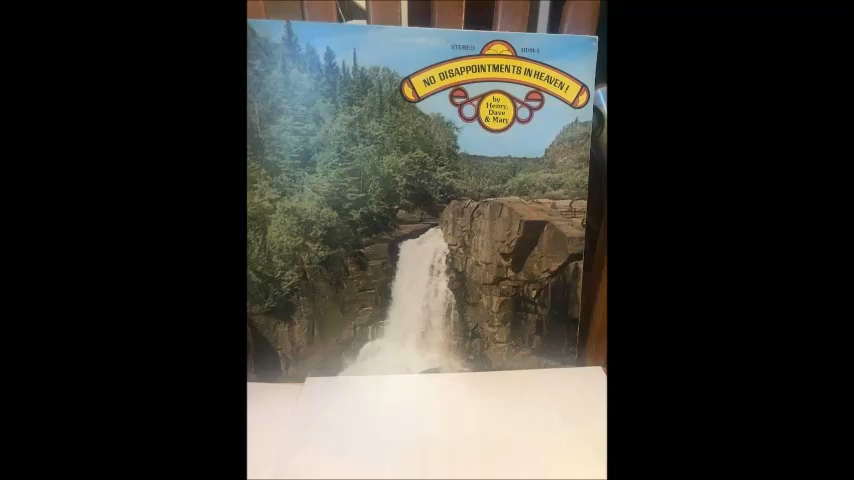 STEREO HDM-1
NO DISAPPOINTMENTS IN HEAVEN!
by
Henry,
Dave
& Mary